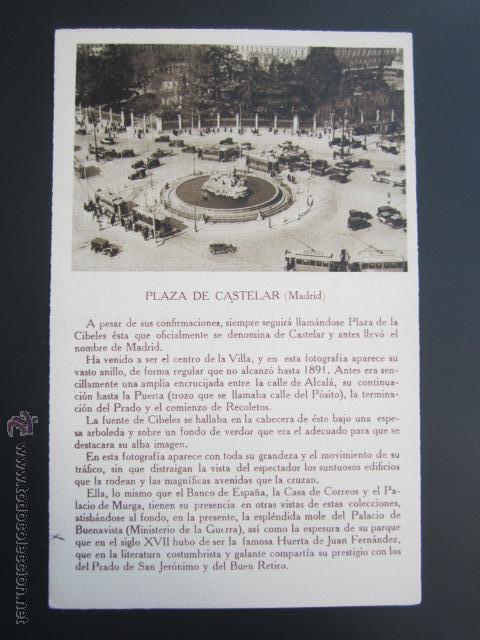 PLAZA DE CASTELAR (Madrid)
A pesar de sus confirmaciones, siempre seguirá llamándose Plaza de la
Cibeles ésta que oficialmente se denomina de Castelar y antes llevó el
nombre de Madrid.
Ha venido a ser el centro de la Villa, y en esta fotografía aparece su
vasto anillo, de forma regular que no alcanzó hasta 1891. Antes era sen-
cillamente una amplia encrucijada entre la calle de Alcalá, su continua-
ción hasta la Puerta (trozo que se llamaba calle del Pósito), la termina-
ción del Prado y el comienzo de Recoletos.
La fuente de Cibeles se hallaba en la cabecera de éste bajo una espe-
sa arboleda y sobre un fondo de verdor que era el adecuado para que se
destacara su alba imagen.
En esta fotografía aparece con toda su grandeza y el movimiento de su
tráfico, sin que distraigan la vista del espectador los suntuosos edificios
que la rodean y las magníficas avenidas que la cruzan.
Ella, lo mismo que el Banco de España, la Casa de Correos y el Pa-
lacio de Murga, tienen su presencia en otras vistas de estas colecciones,
atisbándose al fondo, en la presente, la espléndida mole del Palacio de
Buenavista (Ministerio de la Guerra), así como la espesura de su parque
que en el siglo XVII hubo de ser la famosa Huerta de Juan Fernández,
que en la literatura costumbrista y galante compartía su prestigio con los
del Prado de San Jerónimo y del Buen Retiro.
© www.todocoleccion.net